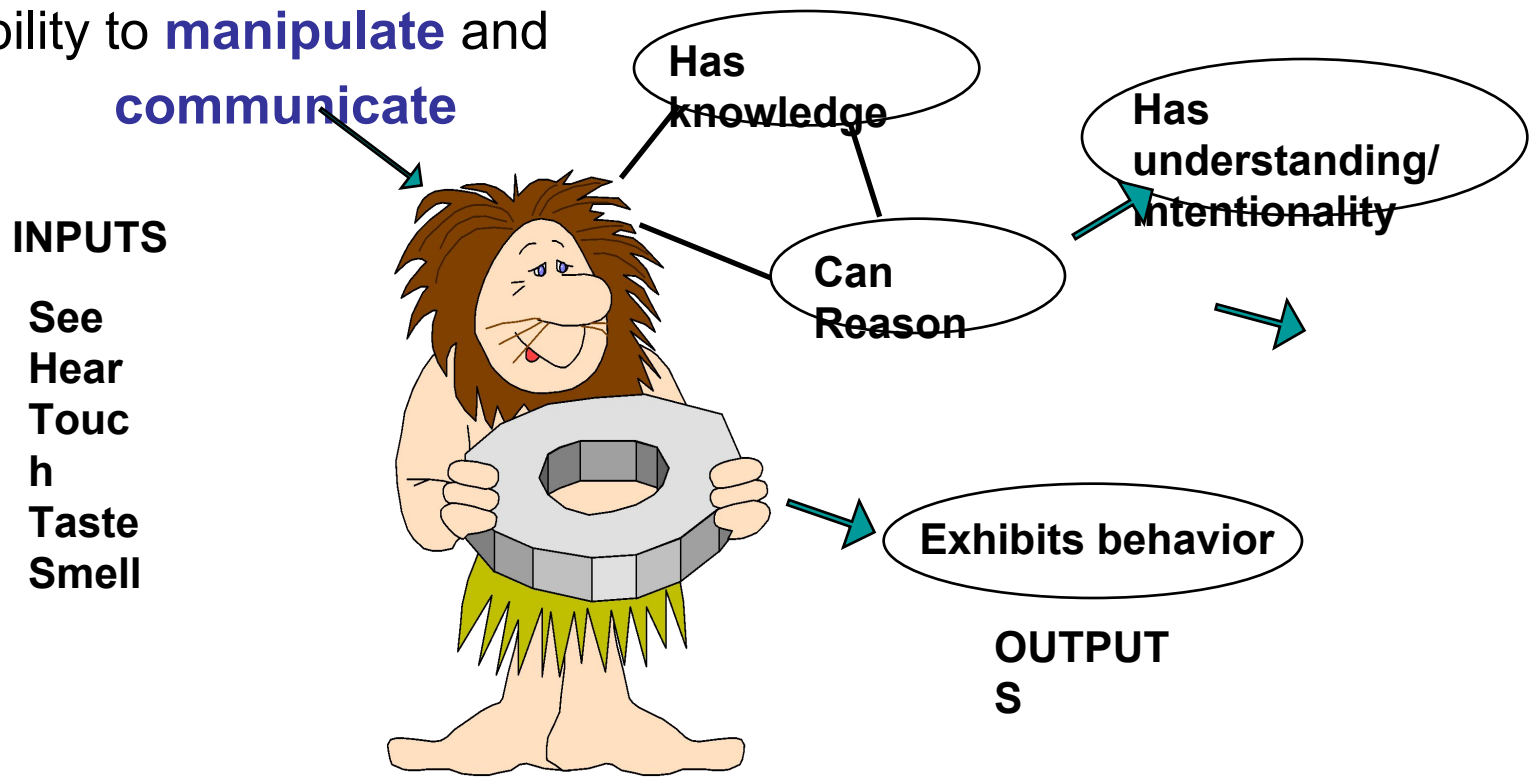 bility to manipulate and
communicate
Has
knowledge
Has
understanding/
intentionality
INPUTS
Can
Reason
See
Hear
Touc
h
Taste
Smell
Exhibits behavior
OUTPUT
S